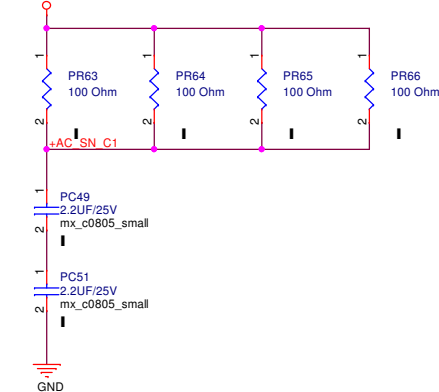 1
1
1
1
PR63
PR64
PR65
PR66
100 Ohm
100 Ohm
100 Ohm
100 Ohm
2
2
2
2
+AC_SN_C1
1
PC49
2.2UF/25V
2
mx_c0805_small
1
PC51
2.2UF/25V
2
mx_c0805_small
GND